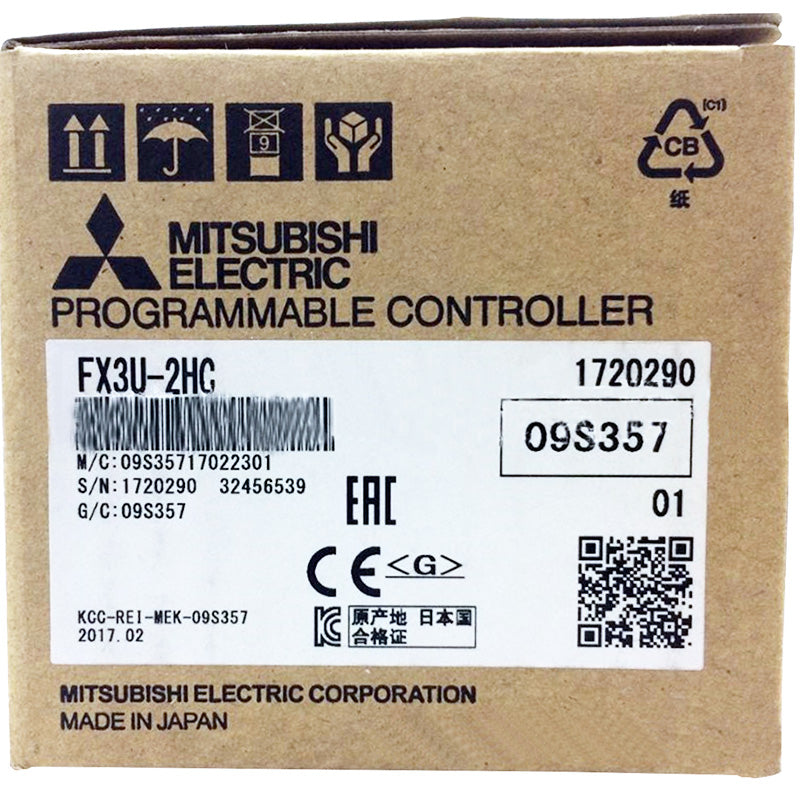 9
[C1]
CB
纸
MITSUBISHI
ELECTRIC
PROGRAMMABLE CONTROLLER
FX3U-2HC
1720290
09S357
M/C:09S35717022301
S/N:1720290 32456539
G/C:09S357
EAC
01
CE <G>
KCC-REI-MEK-09S357
2017.02
原产地 日本国
合格证
MITSUBISHI ELECTRIC CORPORATION
MADE IN JAPAN